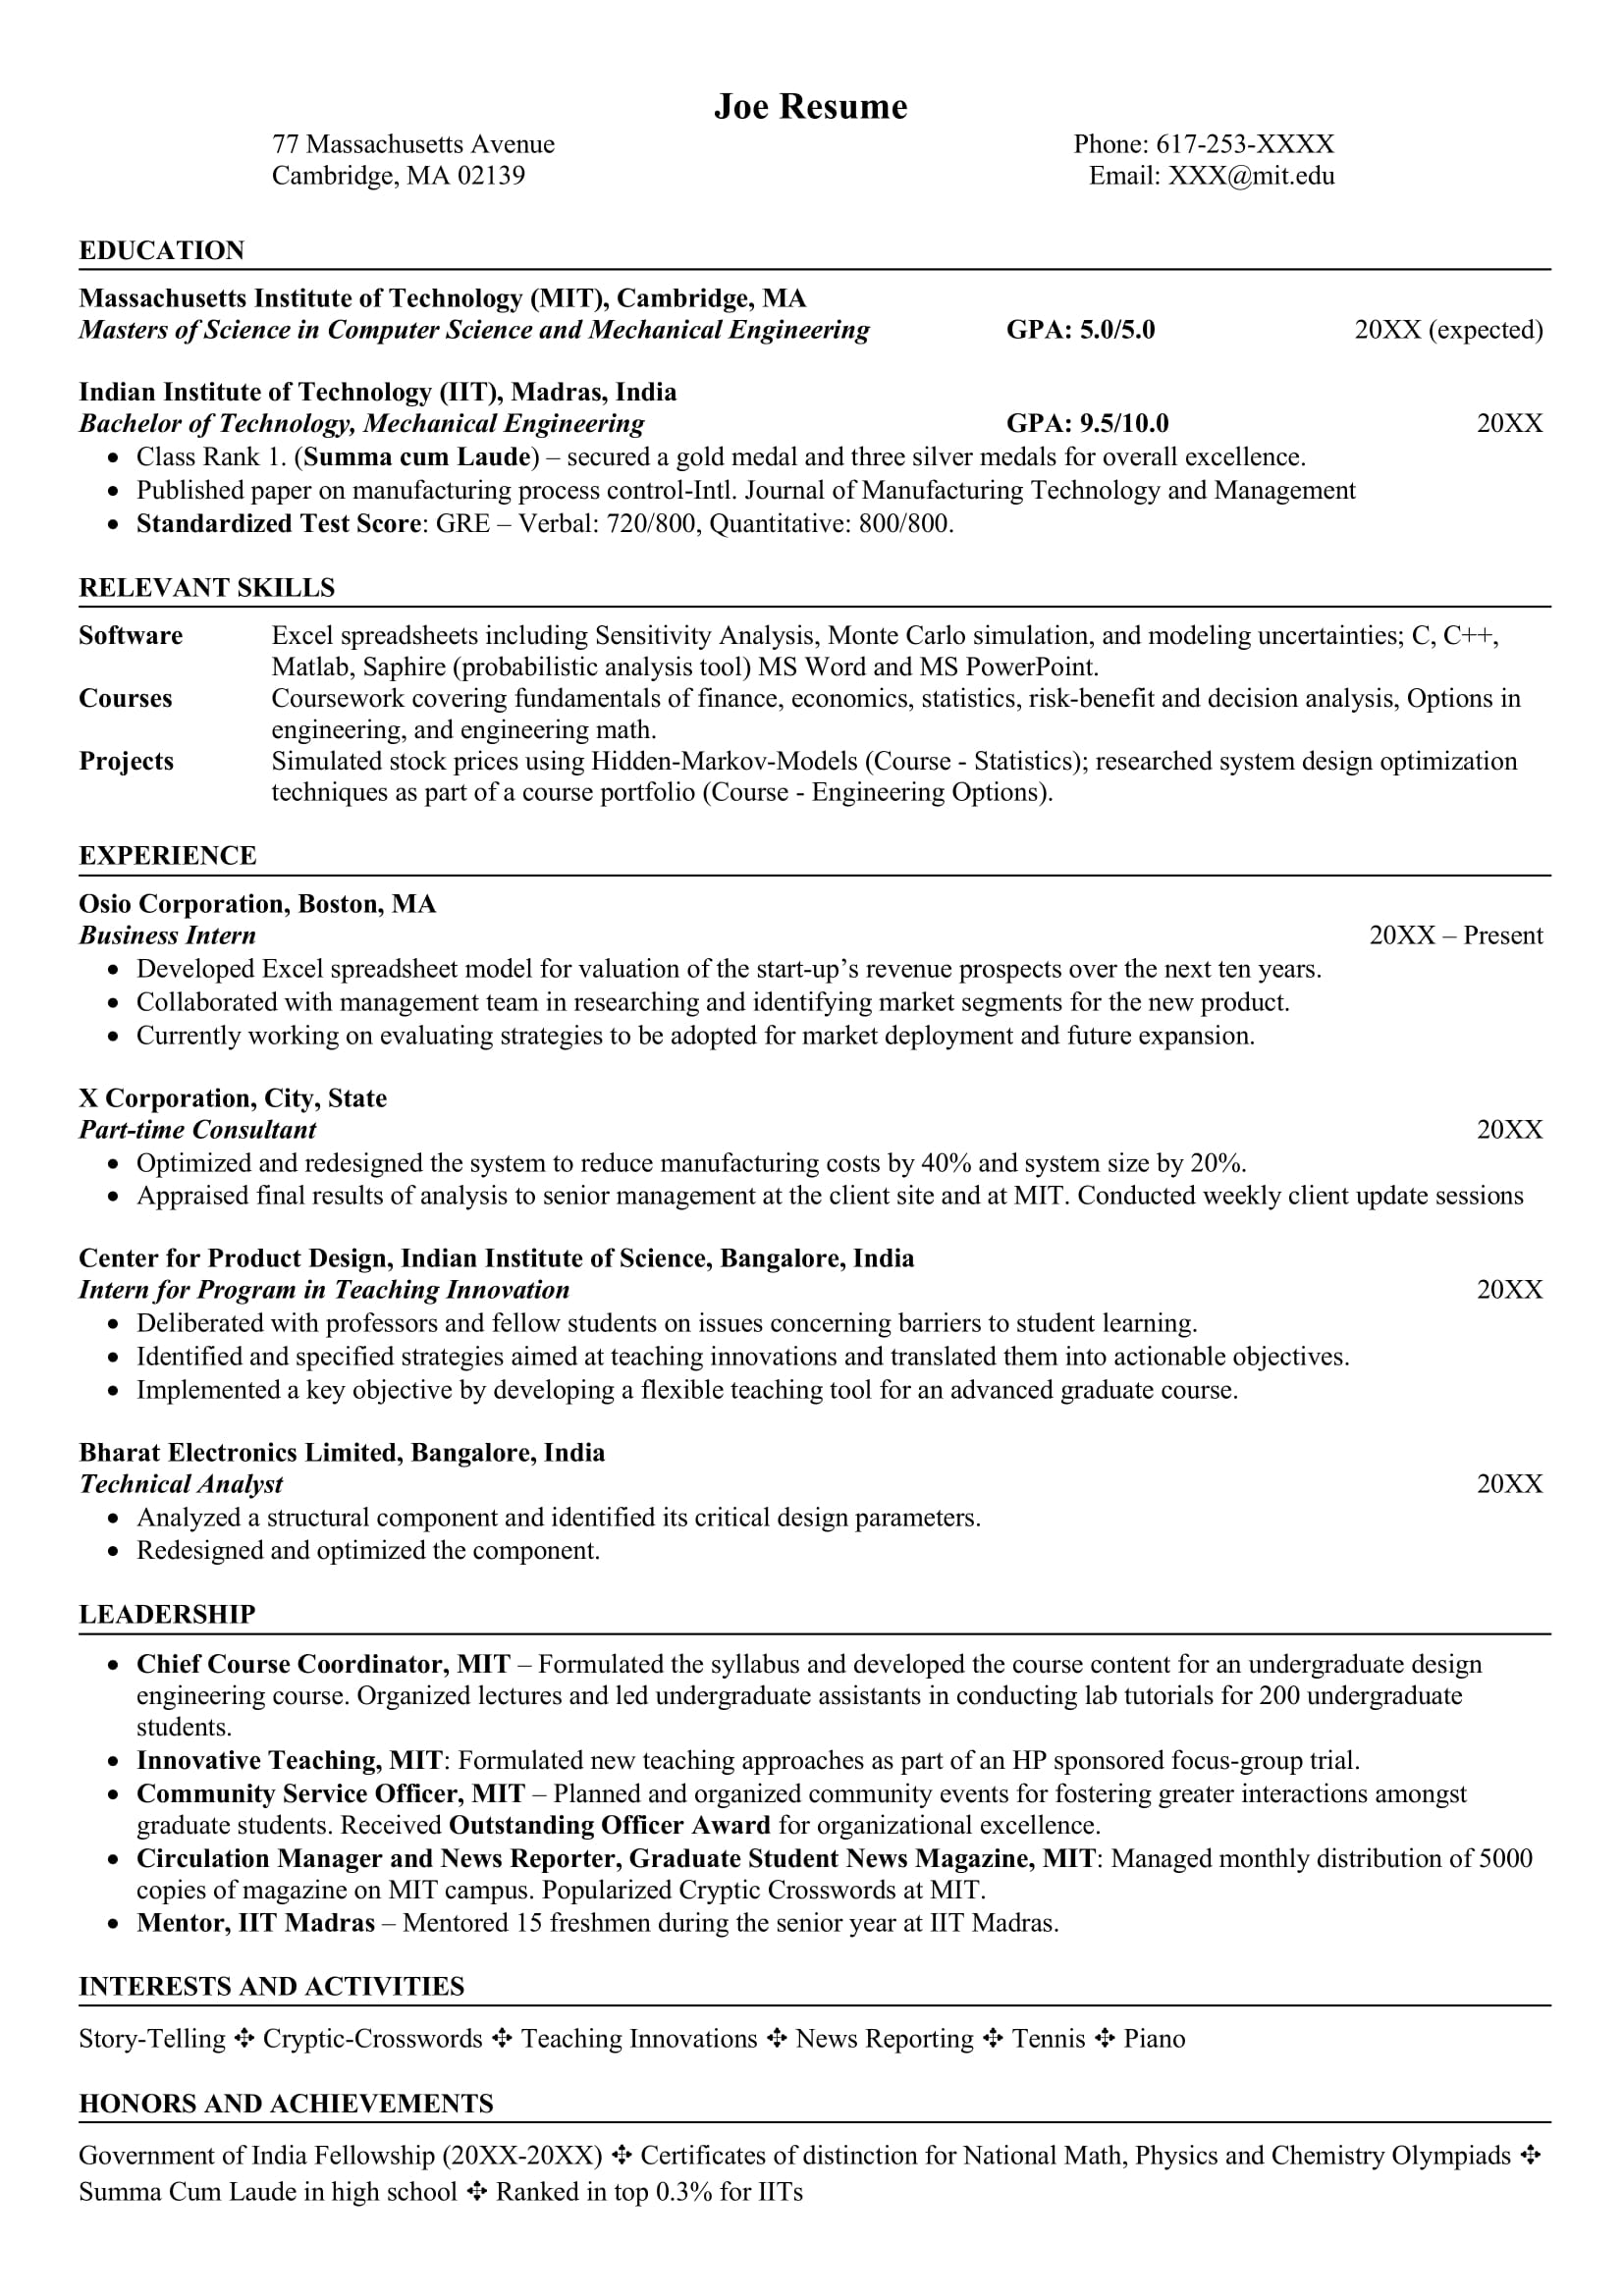 Joe Resume
77 Massachusetts Avenue Phone: 617-253-XXXX
Cambridge, MA 02139 Email: XXX@mit.edu
EDUCATION
Massachusetts Institute of Technology (MIT), Cambridge, MA
Masters of Science in Computer Science and Mechanical Engineering GPA: 5.0/5.0 20XX (expected)
Indian Institute of Technology (IIT), Madras, India
Bachelor of Technology, Mechanical Engineering GPA: 9.5/10.0 20XX
• Class Rank 1. (Summa cum Laude) – secured a gold medal and three silver medals for overall excellence.
• Published paper on manufacturing process control-Intl. Journal of Manufacturing Technology and Management
• Standardized Test Score: GRE – Verbal: 720/800, Quantitative: 800/800.
RELEVANT SKILLS
Software Excel spreadsheets including Sensitivity Analysis, Monte Carlo simulation, and modeling uncertainties; C, C++,
Matlab, Saphire (probabilistic analysis tool) MS Word and MS PowerPoint.
Courses Coursework covering fundamentals of finance, economics, statistics, risk-benefit and decision analysis, Options in
engineering, and engineering math.
Projects Simulated stock prices using Hidden-Markov-Models (Course - Statistics); researched system design optimization
techniques as part of a course portfolio (Course - Engineering Options).
EXPERIENCE
Osio Corporation, Boston, MA
Business Intern 20XX – Present
• Developed Excel spreadsheet model for valuation of the start-up’s revenue prospects over the next ten years.
• Collaborated with management team in researching and identifying market segments for the new product.
• Currently working on evaluating strategies to be adopted for market deployment and future expansion.
X Corporation, City, State
Part-time Consultant 20XX
• Optimized and redesigned the system to reduce manufacturing costs by 40% and system size by 20%.
• Appraised final results of analysis to senior management at the client site and at MIT. Conducted weekly client update sessions
Center for Product Design, Indian Institute of Science, Bangalore, India
Intern for Program in Teaching Innovation 20XX
• Deliberated with professors and fellow students on issues concerning barriers to student learning.
• Identified and specified strategies aimed at teaching innovations and translated them into actionable objectives.
• Implemented a key objective by developing a flexible teaching tool for an advanced graduate course.
Bharat Electronics Limited, Bangalore, India
Technical Analyst 20XX
• Analyzed a structural component and identified its critical design parameters.
• Redesigned and optimized the component.
LEADERSHIP
• Chief Course Coordinator, MIT – Formulated the syllabus and developed the course content for an undergraduate design
engineering course. Organized lectures and led undergraduate assistants in conducting lab tutorials for 200 undergraduate
students.
• Innovative Teaching, MIT: Formulated new teaching approaches as part of an HP sponsored focus-group trial.
• Community Service Officer, MIT – Planned and organized community events for fostering greater interactions amongst
graduate students. Received Outstanding Officer Award for organizational excellence.
• Circulation Manager and News Reporter, Graduate Student News Magazine, MIT: Managed monthly distribution of 5000
copies of magazine on MIT campus. Popularized Cryptic Crosswords at MIT.
• Mentor, IIT Madras – Mentored 15 freshmen during the senior year at IIT Madras.
INTERESTS AND ACTIVITIES
Story-Telling ✣ Cryptic-Crosswords ✣ Teaching Innovations ✣ News Reporting ✣ Tennis ✣ Piano
HONORS AND ACHIEVEMENTS
Government of India Fellowship (20XX-20XX) ✣ Certificates of distinction for National Math, Physics and Chemistry Olympiads ✣
Summa Cum Laude in high school ✣ Ranked in top 0.3% for IITs